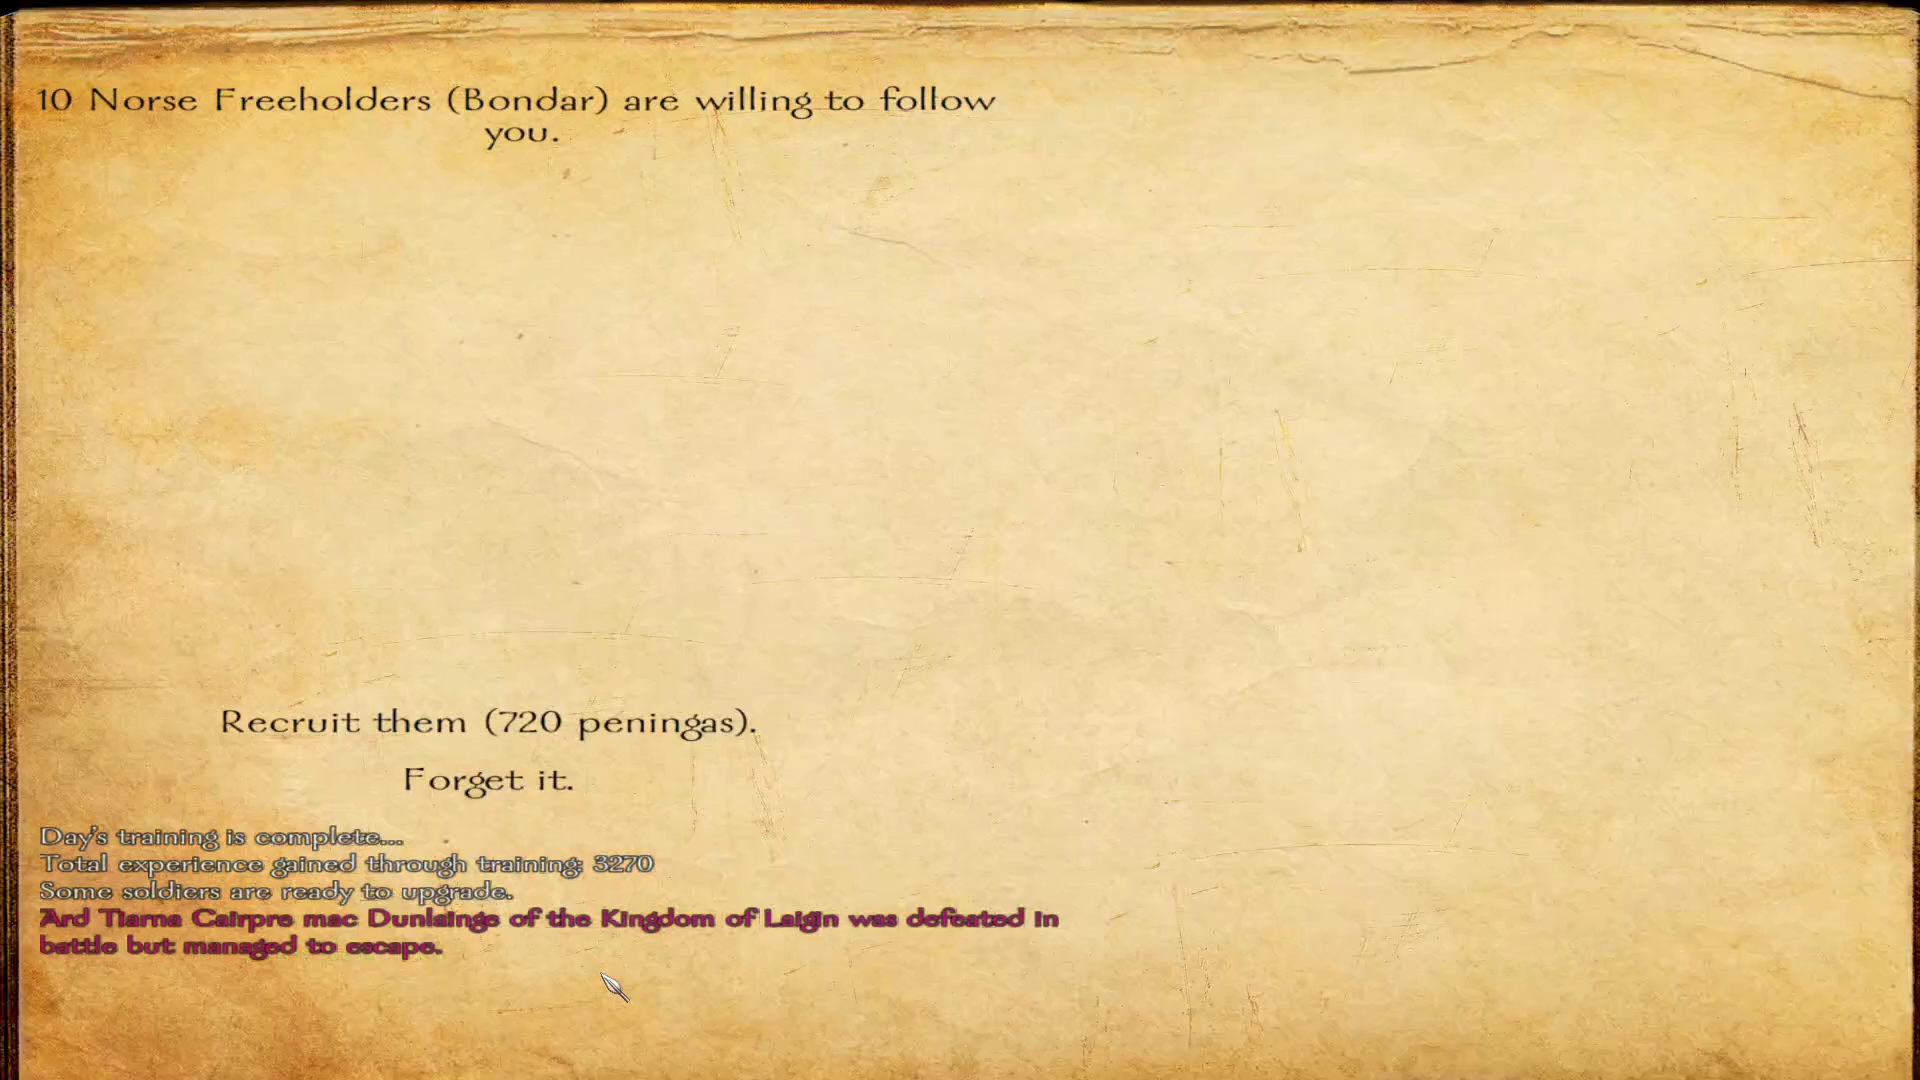 10 Norse Freeholders (Bondar) are willing to follow
you.
Recruit them (720 peningas).
Forget it.
Day's training is complete...
Total experience gained through training: 3270
Some soldiers are ready to upgrade.
Ard Tiarna Cairpre mac Dunlainge of the Kingdom of Laigin was defeated in
battle but managed to escape.